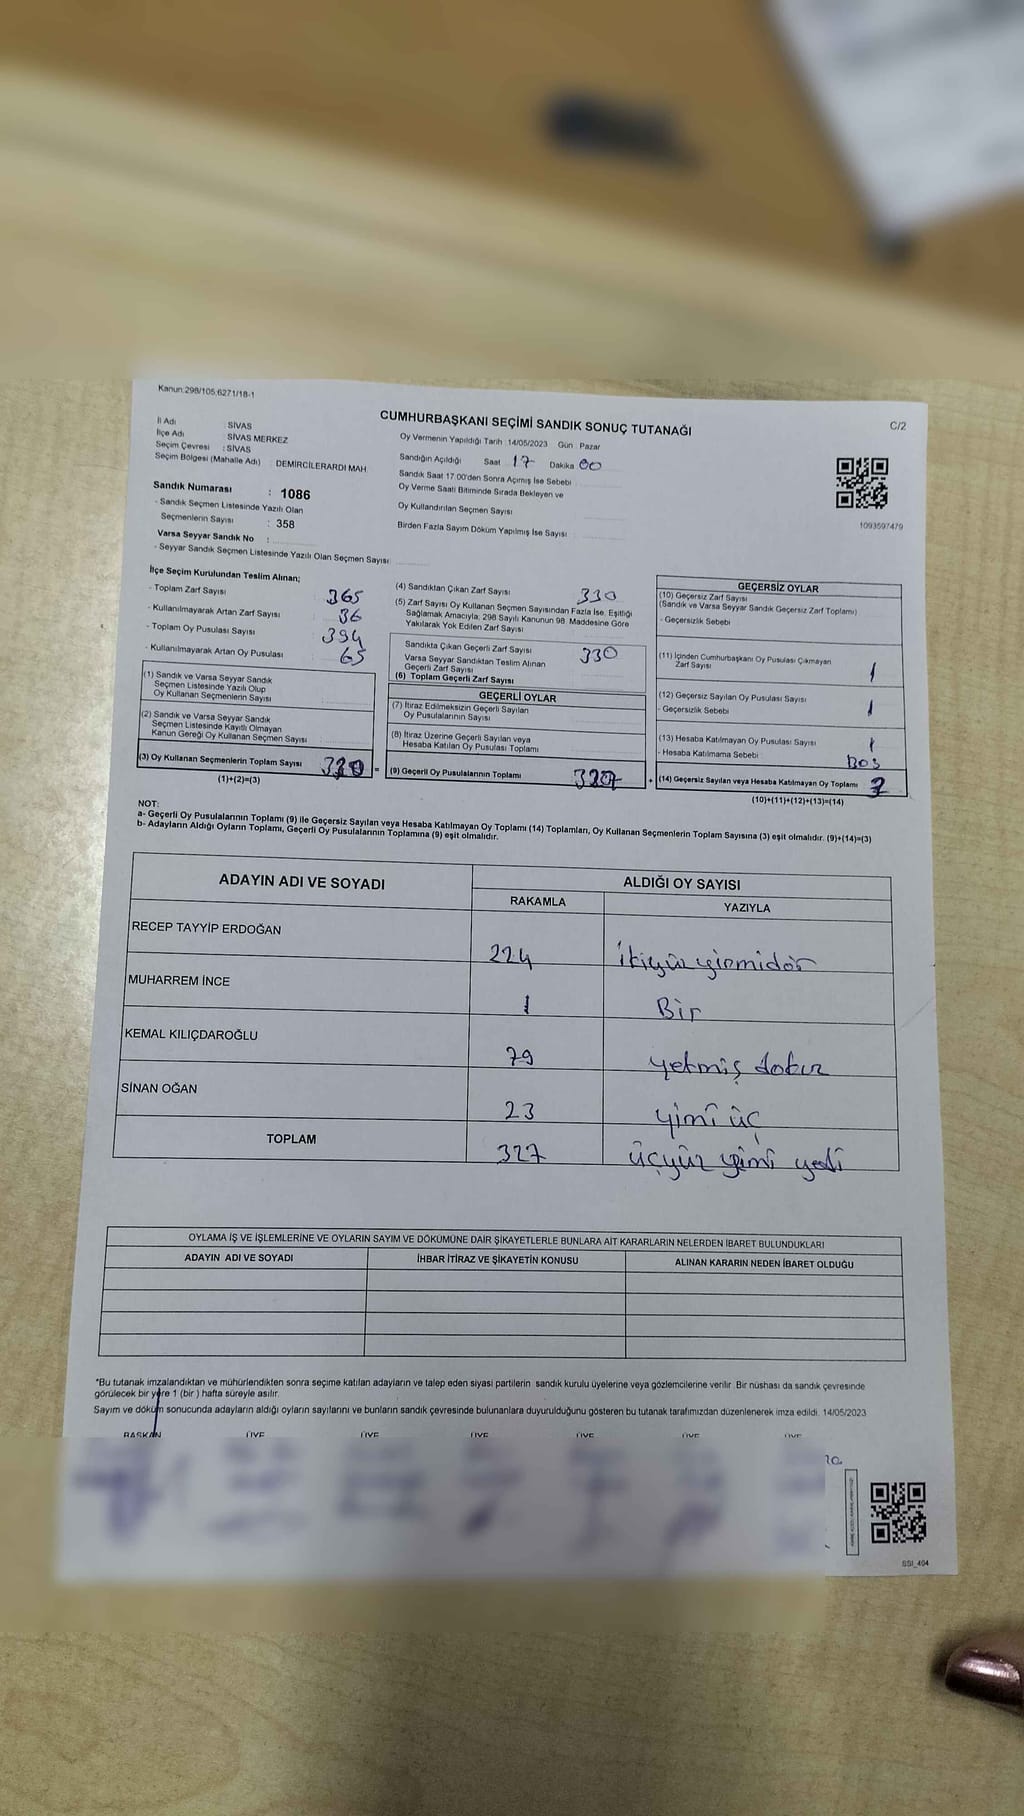 Kanun:298/105,6271/18-1
CUMHURBAŞKANI SEÇİMİ SANDIK SONUÇ TUTANAĞI
C/2
İl Adı : SİVAS
İlçe Adı : SİVAS MERKEZ
Seçim Çevresi : SİVAS
Seçim Bölgesi (Mahalle Adı) : DEMİRCİLERARDI MAH.
Sandık Numarası : 1086
- Sandık Seçmen Listesinde Yazılı Olan
Seçmenlerin Sayısı : 358
Varsa Seyyar Sandık No :
- Seyyar Sandık Seçmen Listesinde Yazılı Olan Seçmen Sayısı:
Oy Vermenin Yapıldığı Tarih :14/05/2023 Gün Pazar
Sandığın Açıldığı Saat 17 Dakika 00
Sandık Saat 17.00'den Sonra Açımış İse Sebebi
Oy Verme Saati Bitiminde Sırada Bekleyen ve
Oy Kullandırılan Seçmen Sayısı
Birden Fazla Sayım Döküm Yapılmış İse Sayısı
1093597479
İlçe Seçim Kurulundan Teslim Alınan;
- Toplam Zarf Sayısı 365
- Kullanılmayarak Artan Zarf Sayısı 36
- Toplam Oy Pusulası Sayısı 394
- Kullanılmayarak Artan Oy Pusulası 65
(1) Sandık ve Varsa Seyyar Sandık
Seçmen Listesinde Yazılı Olup
Oy Kullanan Seçmenlerin Sayısı
(2) Sandık ve Varsa Seyyar Sandık
Seçmen Listesinde Kayıtlı Olmayan
Kanun Gereği Oy Kullanan Seçmen Sayısı
(3) Oy Kullanan Seçmenlerin Toplam Sayısı 330 =
(1)+(2)=(3)
(4) Sandıktan Çıkan Zarf Sayısı 330
(5) Zarf Sayısı Oy Kullanan Seçmen Sayısından Fazla İse, Eşitliği
Sağlamak Amacıyla; 298 Sayılı Kanunun 98. Maddesine Göre
Yakılarak Yok Edilen Zarf Sayısı
Sandıkta Çıkan Geçerli Zarf Sayısı 330
Varsa Seyyar Sandıktan Teslim Alınan
Geçerli Zarf Sayısı
(6) Toplam Geçerli Zarf Sayısı
GEÇERLİ OYLAR
(7) İtiraz Edilmeksizin Geçerli Sayılan
Oy Pusulalarının Sayısı
(8) İtiraz Üzerine Geçerli Sayılan veya
Hesaba Katılan Oy Pusulası Toplamı
(9) Geçerli Oy Pusulalarının Toplamı 327 +
GEÇERSİZ OYLAR
(10) Geçersiz Zarf Sayısı
(Sandık ve Varsa Seyyar Sandık Geçersiz Zarf Toplamı)
- Geçersizlik Sebebi
(11) İçinden Cumhurbaşkanı Oy Pusulası Çıkmayan
Zarf Sayısı 1
(12) Geçersiz Sayılan Oy Pusulası Sayısı 1
- Geçersizlik Sebebi
(13) Hesaba Katılmayan Oy Pusulası Sayısı 1
- Hesaba Katılmama Sebebi BOŞ
(14) Geçersiz Sayılan veya Hesaba Katılmayan Oy Toplamı 3
(10)+(11)+(12)+(13)=(14)
NOT:
a- Geçerli Oy Pusulalarının Toplamı (9) ile Geçersiz Sayılan veya Hesaba Katılmayan Oy Toplamı (14) Toplamları, Oy Kullanan Seçmenlerin Toplam Sayısına (3) eşit olmalıdır. (9)+(14)=(3)
b- Adayların Aldığı Oyların Toplamı, Geçerli Oy Pusulalarının Toplamına (9) eşit olmalıdır.
ADAYIN ADI VE SOYADI ALDIĞI OY SAYISI
RAKAMLA YAZIYLA
RECEP TAYYİP ERDOĞAN 224 ikiyüz yirmidör
MUHARREM İNCE 1 Bir
KEMAL KILIÇDAROĞLU 79 yetmiş dokuz
SİNAN OĞAN 23 yimi üç
TOPLAM 327 üçyüz yimi yedi
OYLAMA İŞ VE İŞLEMLERİNE VE OYLARIN SAYIM VE DÖKÜMÜNE DAİR ŞİKAYETLERLE BUNLARA AİT KARARLARIN NELERDEN İBARET BULUNDUKLARI
ADAYIN ADI VE SOYADI İHBAR İTİRAZ VE ŞİKAYETİN KONUSU ALINAN KARARIN NEDEN İBARET OLDUĞU
*Bu tutanak imzalandıktan ve mühürlendikten sonra seçime katılan adayların ve talep eden siyasi partilerin sandık kurulu üyelerine veya gözlemcilerine verilir. Bir nüshası da sandık çevresinde
görülecek bir yere 1 (bir ) hafta süreyle asılır.
Sayım ve döküm sonucunda adayların aldığı oyların sayılarını ve bunların sandık çevresinde bulunanlara duyurulduğunu gösteren bu tutanak tarafımızdan düzenlenerek imza edildi. 14/05/2023
BAŞKAN ÜYE ÜYE ÜYE ÜYE ÜYE ÜYE
SSI_404